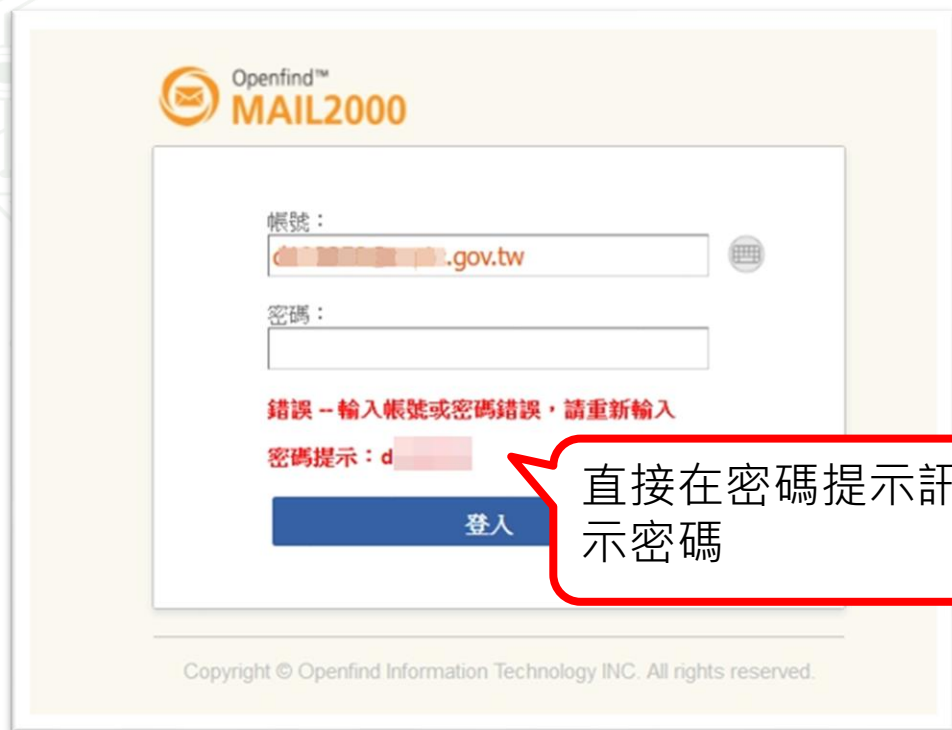 Openfind™
MAIL2000
帳號：
.gov.tw
密碼：
錯誤 -- 輸入帳號或密碼錯誤，請重新輸入
密碼提示：d
登入
直接在密碼提示訊
示密碼
Copyright © Openfind Information Technology INC. All rights reserved.